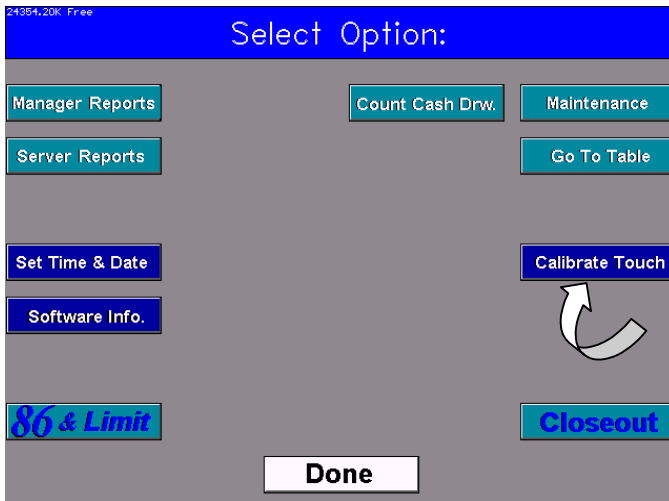 24354.20K Free
Select Option:
Manager Reports
Count Cash Drw.
Maintenance
Server Reports
Go To Table
Set Time & Date
Calibrate Touch
Software Info.
86 & Limit
Closeout
Done